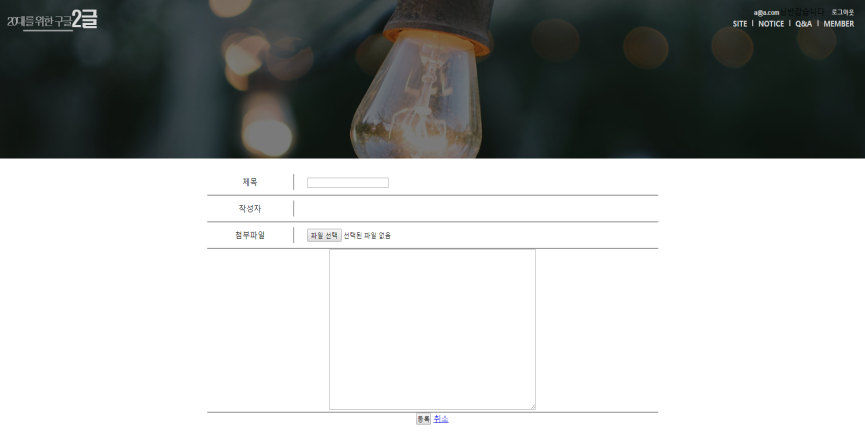 20대를 위한 구글 2글
a@a.com 로그아웃
SITE | NOTICE | Q&A | MEMBER
제목
작성자
첨부파일 파일 선택 선택된 파일 없음
등록 취소